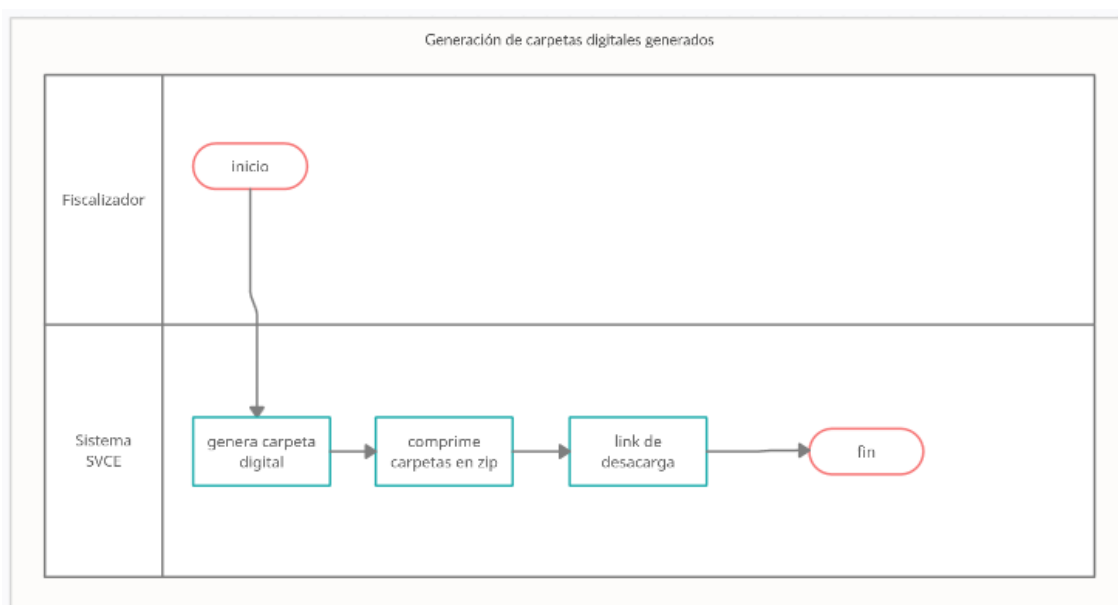 Generación de carpetas digitales generados
Fiscalizador
inicio
Sistema
SVCE
genera carpeta
digital
comprime
carpetas en zip
link de
desacarga
fin